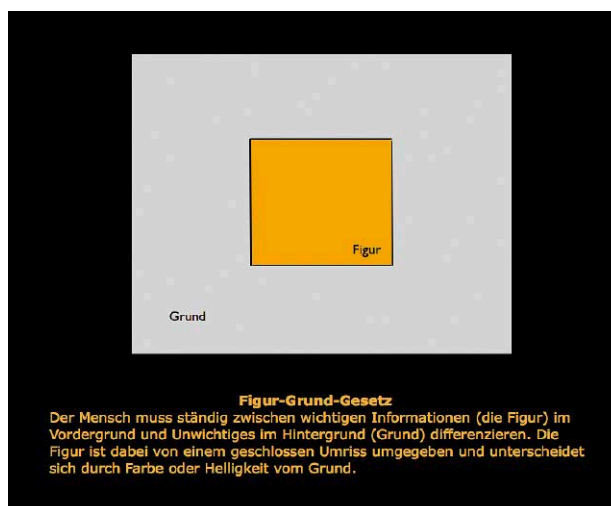 Figur
Grund
Figur-Grund-Gesetz
Der Mensch muss ständig zwischen wichtigen Informationen (die Figur) im
Vordergrund und Unwichtiges im Hintergrund (Grund) differenzieren. Die
Figur ist dabei von einem geschlossen Umriss umgegeben und unterscheidet
sich durch Farbe oder Helligkeit vom Grund.